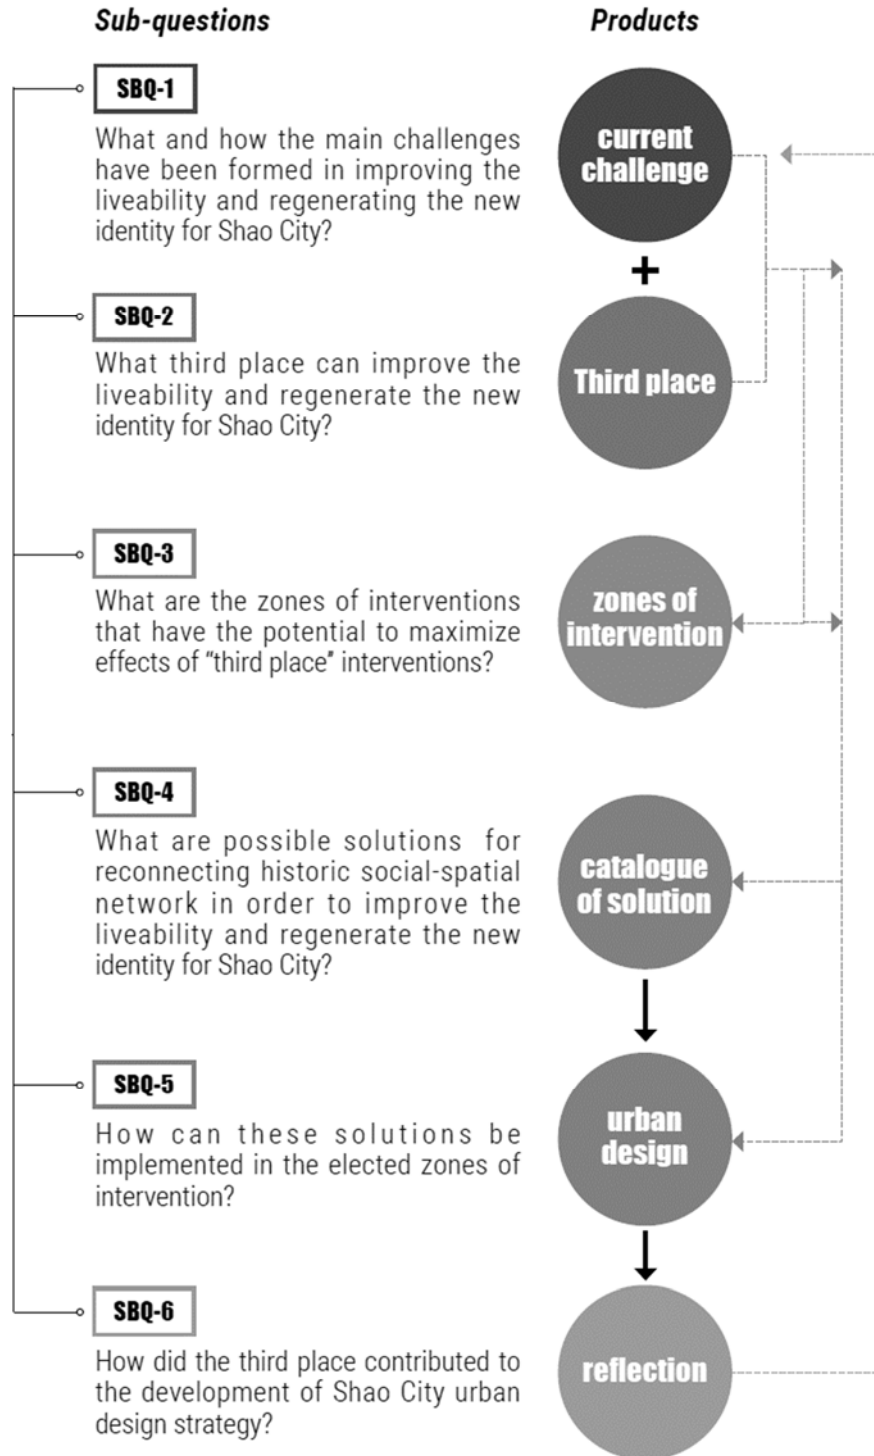 Sub-questions
Products
SBQ-1
What and how the main challenges
have been formed in improving the
liveability and regenerating the new
identity for Shao City?
current
challenge
+
SBQ-2
What third place can improve the
liveability and regenerate the new
identity for Shao City?
Third place
SBQ-3
What are the zones of interventions
that have the potential to maximize
effects of "third place" interventions?
zones of
intervention
SBQ-4
What are possible solutions for
reconnecting historic social-spatial
network in order to improve the
liveability and regenerate the new
identity for Shao City?
catalogue
of solution
SBQ-5
How can these solutions be
implemented in the elected zones of
intervention?
urban
design
SBQ-6
How did the third place contributed to
the development of Shao City urban
design strategy?
reflection